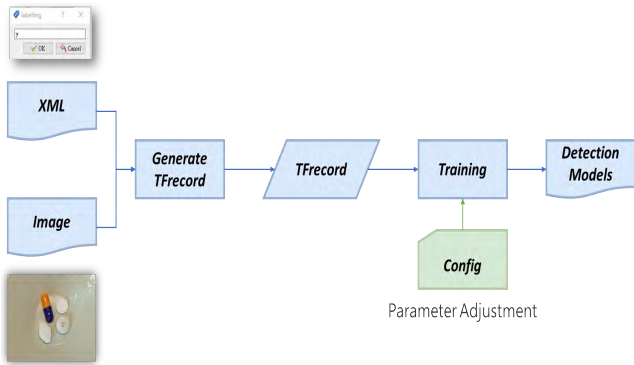 labelImg ? X
y
OK Cancel
XML
Image
Generate
TFrecord
TFrecord
Training
Detection
Models
Config
Parameter Adjustment